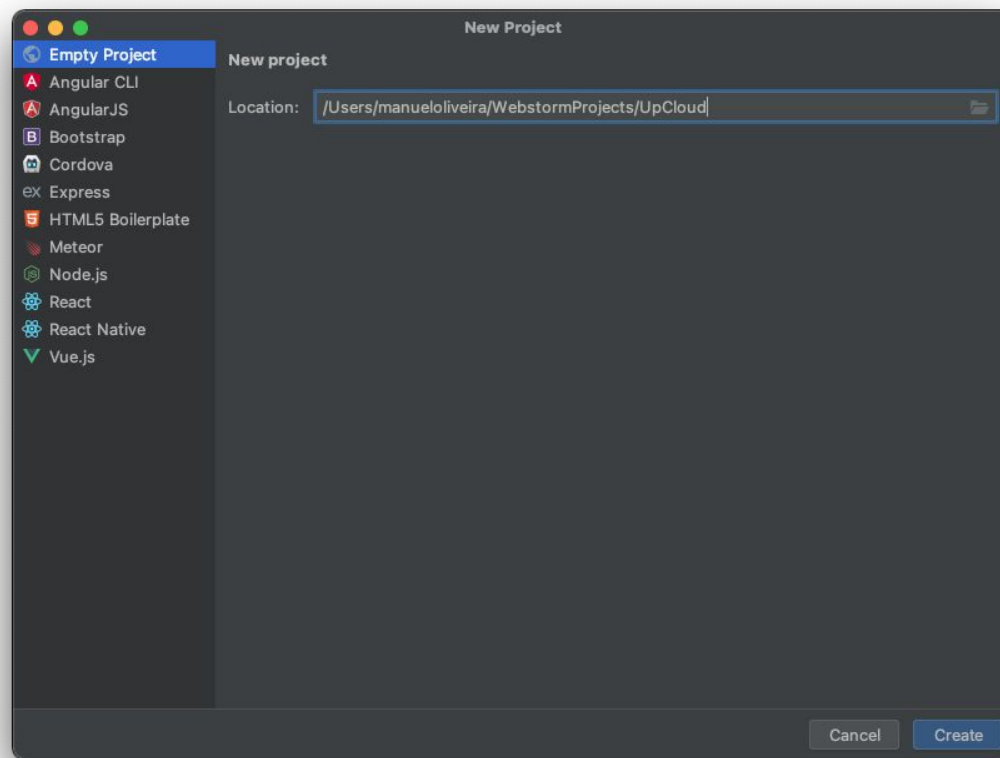 New Project
Empty Project
Angular CLI
AngularJS
Bootstrap
Cordova
ex Express
HTML5 Boilerplate
Meteor
Node.js
React
React Native
Vue.js
New project
Location: /Users/manueloliveira/WebstormProjects/UpCloud
Cancel Create